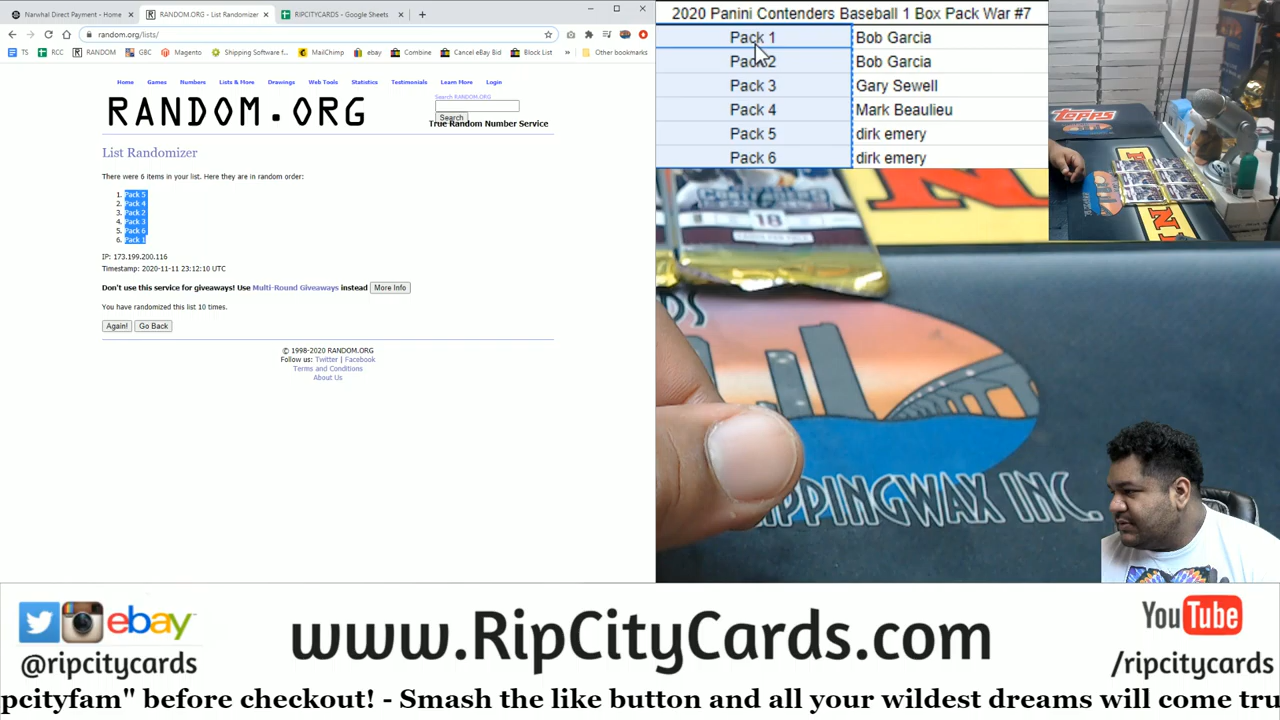 Narwhal Direct Payment - Home
RANDOM.ORG - List Randomizer
RIPCITYCARDS - Google Sheets
random.org/lists/
TS
RCC
RANDOM
GBC
Magento
Shipping Software -
MailChimp
ebay
Combine
Cancel eBay Bid
Block List
Other bookmarks
Home
Games
Numbers
Lists & More
Drawings
Web Tools
Statistics
Testimonials
Learn More
Login
RANDOM.ORG
Search RANDOM.ORG
Search
True Random Number Service
List Randomizer
There were 6 items in your list. Here they are in random order:
1. Pack 5
2. Pack 4
3. Pack 2
4. Pack 3
5. Pack 6
6. Pack 1
IP: 173.199.200.116
Timestamp: 2020-11-11 23:12:10 UTC
Don't use this service for giveaways! Use Multi-Round Giveaways instead More Info
You have randomized this list 10 times.
Again! Go Back
© 1998-2020 RANDOM.ORG
Follow us: Twitter | Facebook
Terms and Conditions
About Us
2020 Panini Contenders Baseball 1 Box Pack War #7
Pack 1 Bob Garcia
Pack 2 Bob Garcia
Pack 3 Gary Sewell
Pack 4 Mark Beaulieu
Pack 5 dirk emery
Pack 6 dirk emery
TOPPS
18
RIPPINGWAX INC.
ebay
@ripcitycards
www.RipCityCards.com
YouTube
/ripcitycards
pcityfam" before checkout! - Smash the like button and all your wildest dreams will come tru